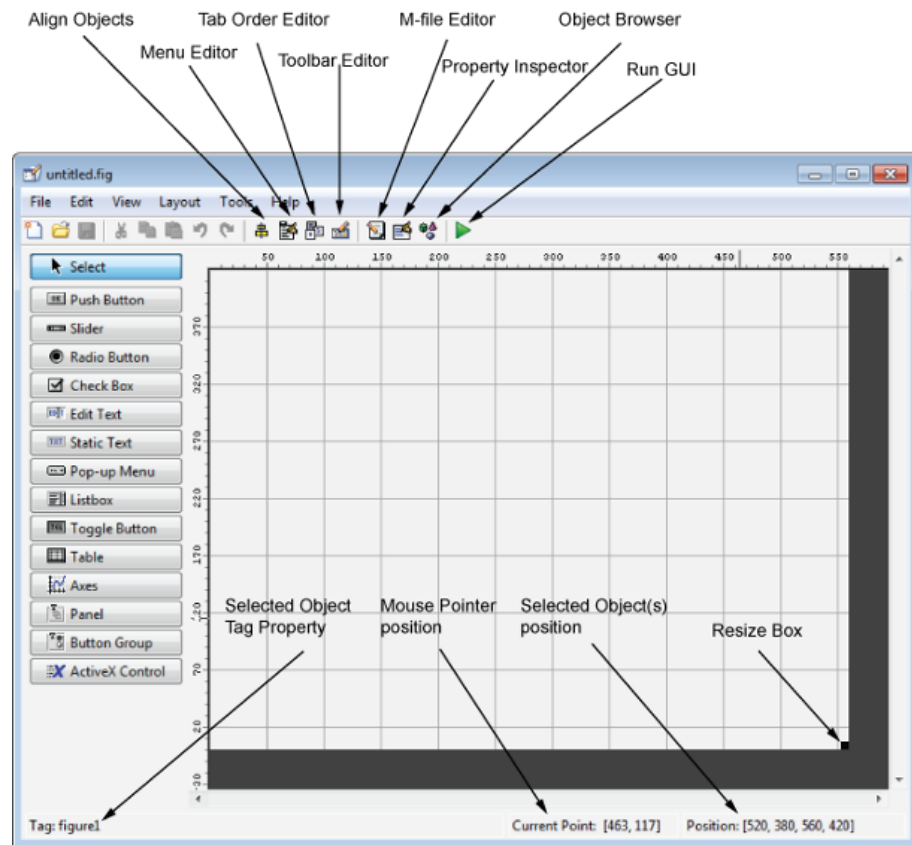 Align Objects
Tab Order Editor
M-file Editor
Object Browser
Menu Editor
Toolbar Editor
Property Inspector
Run GUI
untitled.fig
File Edit View Layout Tools Help
50 100 150 200 250 300 350 400 450 500 550
Select
Push Button
Slider
Radio Button
Check Box
Edit Text
Static Text
Pop-up Menu
Listbox
Toggle Button
Table
Axes
Panel
Button Group
ActiveX Control
370
320
270
220
170
120
70
20
-30
Selected Object
Tag Property
Mouse Pointer
position
Selected Object(s)
position
Resize Box
Tag: figure1
Current Point: [463, 117]
Position: [520, 380, 560, 420]